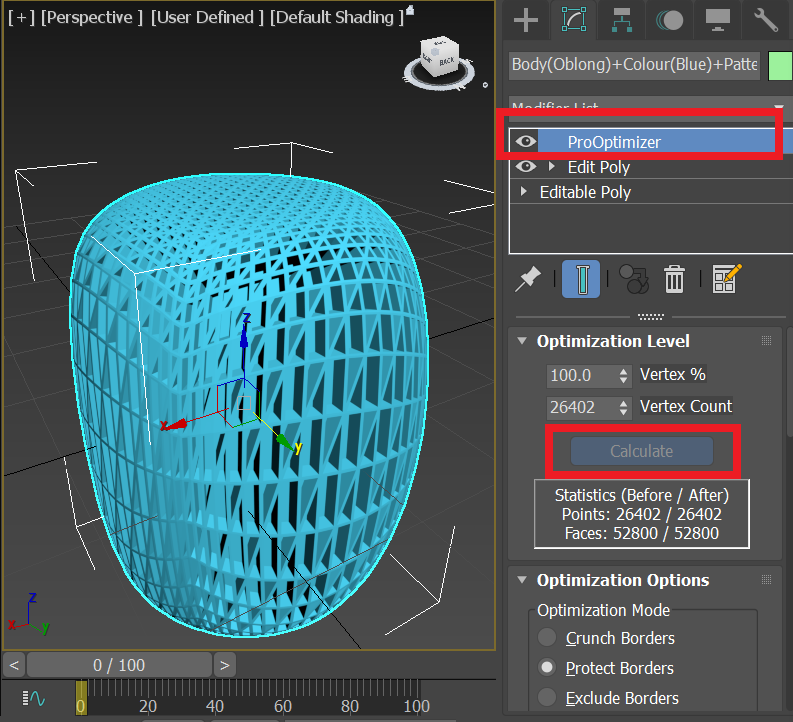 [+] [Perspective ] [User Defined ] [Default Shading ]
BACK
z
x
y
z
x
y
< 0 / 100 >
0 20 40 60 80 100
Body(Oblong)+Colour(Blue)+Patte
Modifier List
ProOptimizer
Edit Poly
Editable Poly
Optimization Level
100.0 Vertex %
26402 Vertex Count
Calculate
Statistics (Before / After)
Points: 26402 / 26402
Faces: 52800 / 52800
Optimization Options
Optimization Mode
Crunch Borders
Protect Borders
Exclude Borders